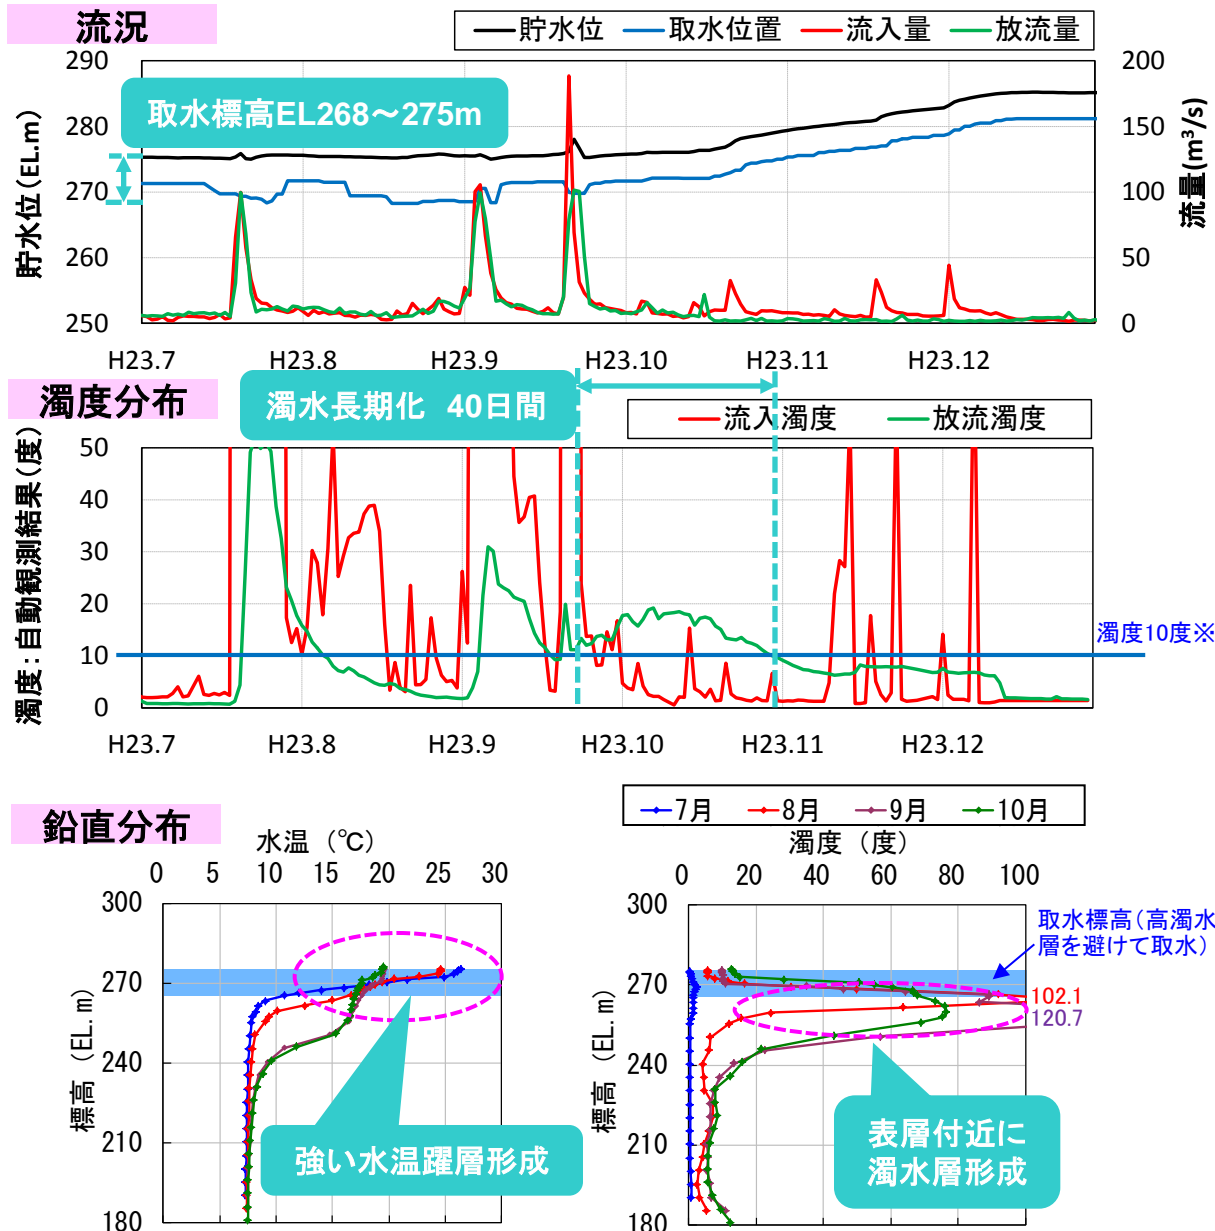 流況
貯水位 取水位置 流入量 放流量
取水標高EL268～275m
貯水位(EL.m)
290
280
270
260
250
流量(m³/s)
200
150
100
50
0
H23.7 H23.8 H23.9 H23.10 H23.11 H23.12
濁度分布
濁水長期化 40日間
流入濁度 放流濁度
濁度：自動観測結果(度)
50
40
30
20
10
0
濁度10度※
H23.7 H23.8 H23.9 H23.10 H23.11 H23.12
鉛直分布
7月 8月 9月 10月
水温 (℃)
0 5 10 15 20 25 30
標高 (EL.m)
300
270
240
210
180
強い水温躍層形成
濁度 (度)
0 20 40 60 80 100
標高 (EL.m)
300
270
240
210
180
取水標高(高濁水
層を避けて取水)
102.1
120.7
表層付近に
濁水層形成